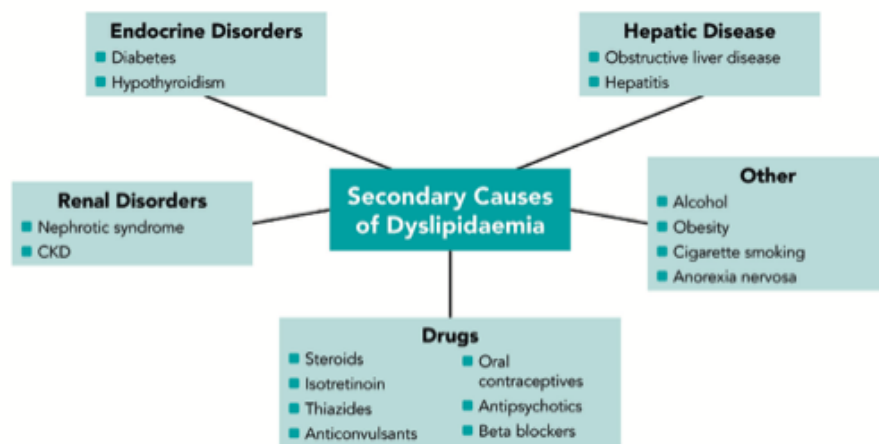 Endocrine Disorders
Diabetes
Hypothyroidism
Hepatic Disease
Obstructive liver disease
Hepatitis
Renal Disorders
Nephrotic syndrome
CKD
Secondary Causes
of Dyslipidaemia
Other
Alcohol
Obesity
Cigarette smoking
Anorexia nervosa
Drugs
Steroids
Isotretinoin
Thiazides
Anticonvulsants
Oral
contraceptives
Antipsychotics
Beta blockers